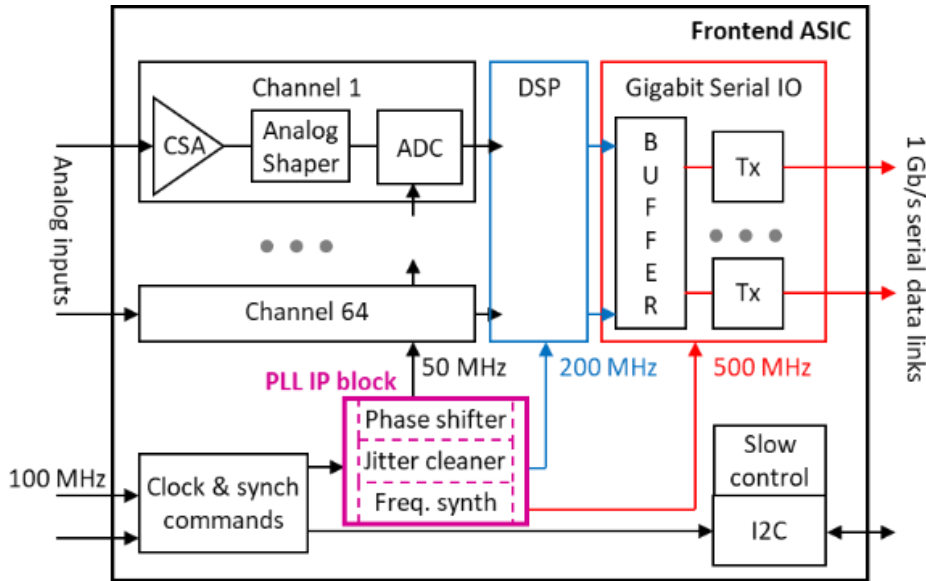 Frontend ASIC
Channel 1
CSA
Analog
Shaper
ADC
DSP
Gigabit Serial IO
B
U
F
F
E
R
Tx
Tx
Analog inputs
1 Gb/s serial data links
Channel 64
50 MHz
200 MHz
500 MHz
PLL IP block
Phase shifter
Jitter cleaner
Freq. synth
100 MHz
Clock & synch
commands
Slow
control
I2C